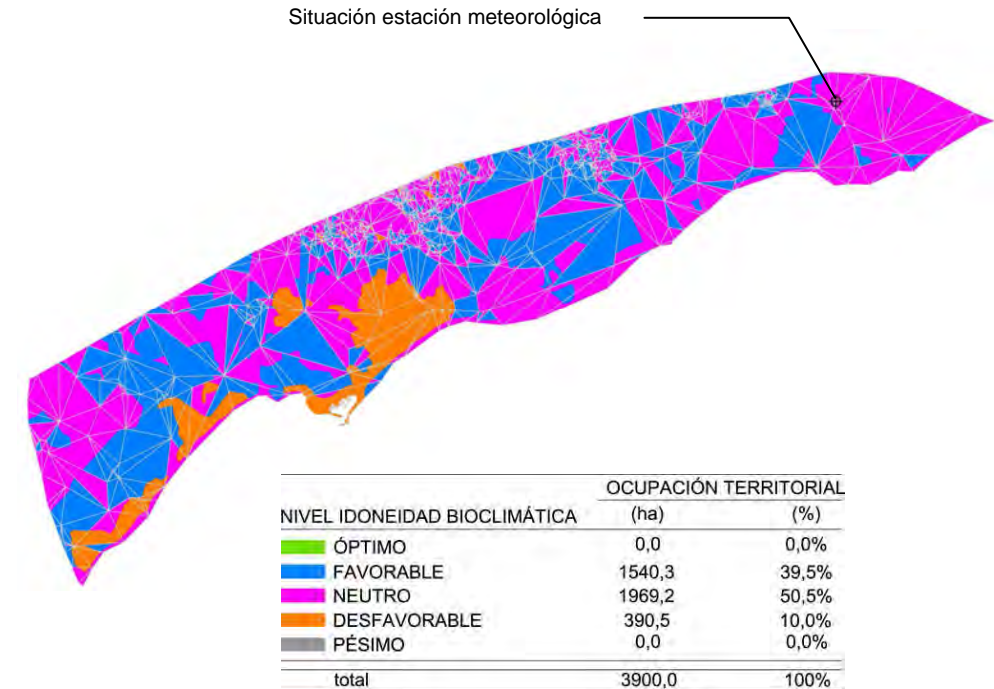 Situación estación meteorológica
OCUPACIÓN TERRITORIAL
NIVEL IDONEIDAD BIOCLIMÁTICA (ha) (%)
ÓPTIMO 0,0 0,0%
FAVORABLE 1540,3 39,5%
NEUTRO 1969,2 50,5%
DESFAVORABLE 390,5 10,0%
PÉSIMO 0,0 0,0%
total 3900,0 100%